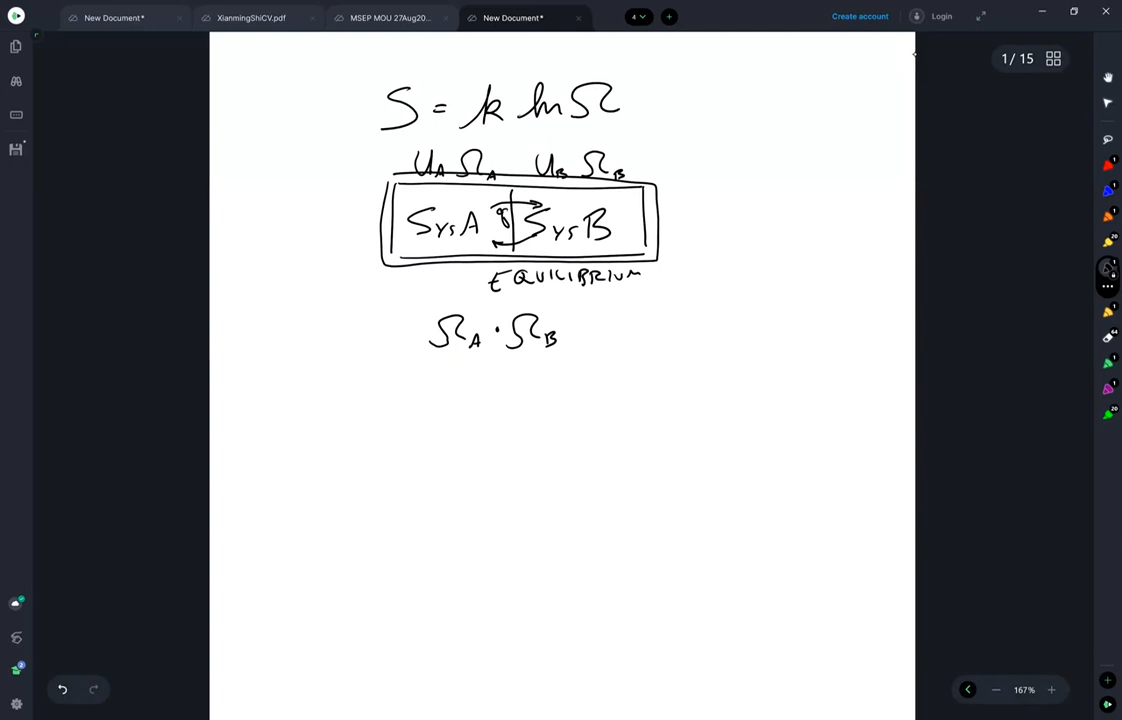 New Document*
XianmingShiCV.pdf
MSEP MOU 27Aug20...
New Document*
4
Create account
Login
1 / 15
S = k ln Ω
U_A Ω_A U_B Ω_B
Sys A q Sys B
EQUILIBRIUM
Ω_A · Ω_B
167%